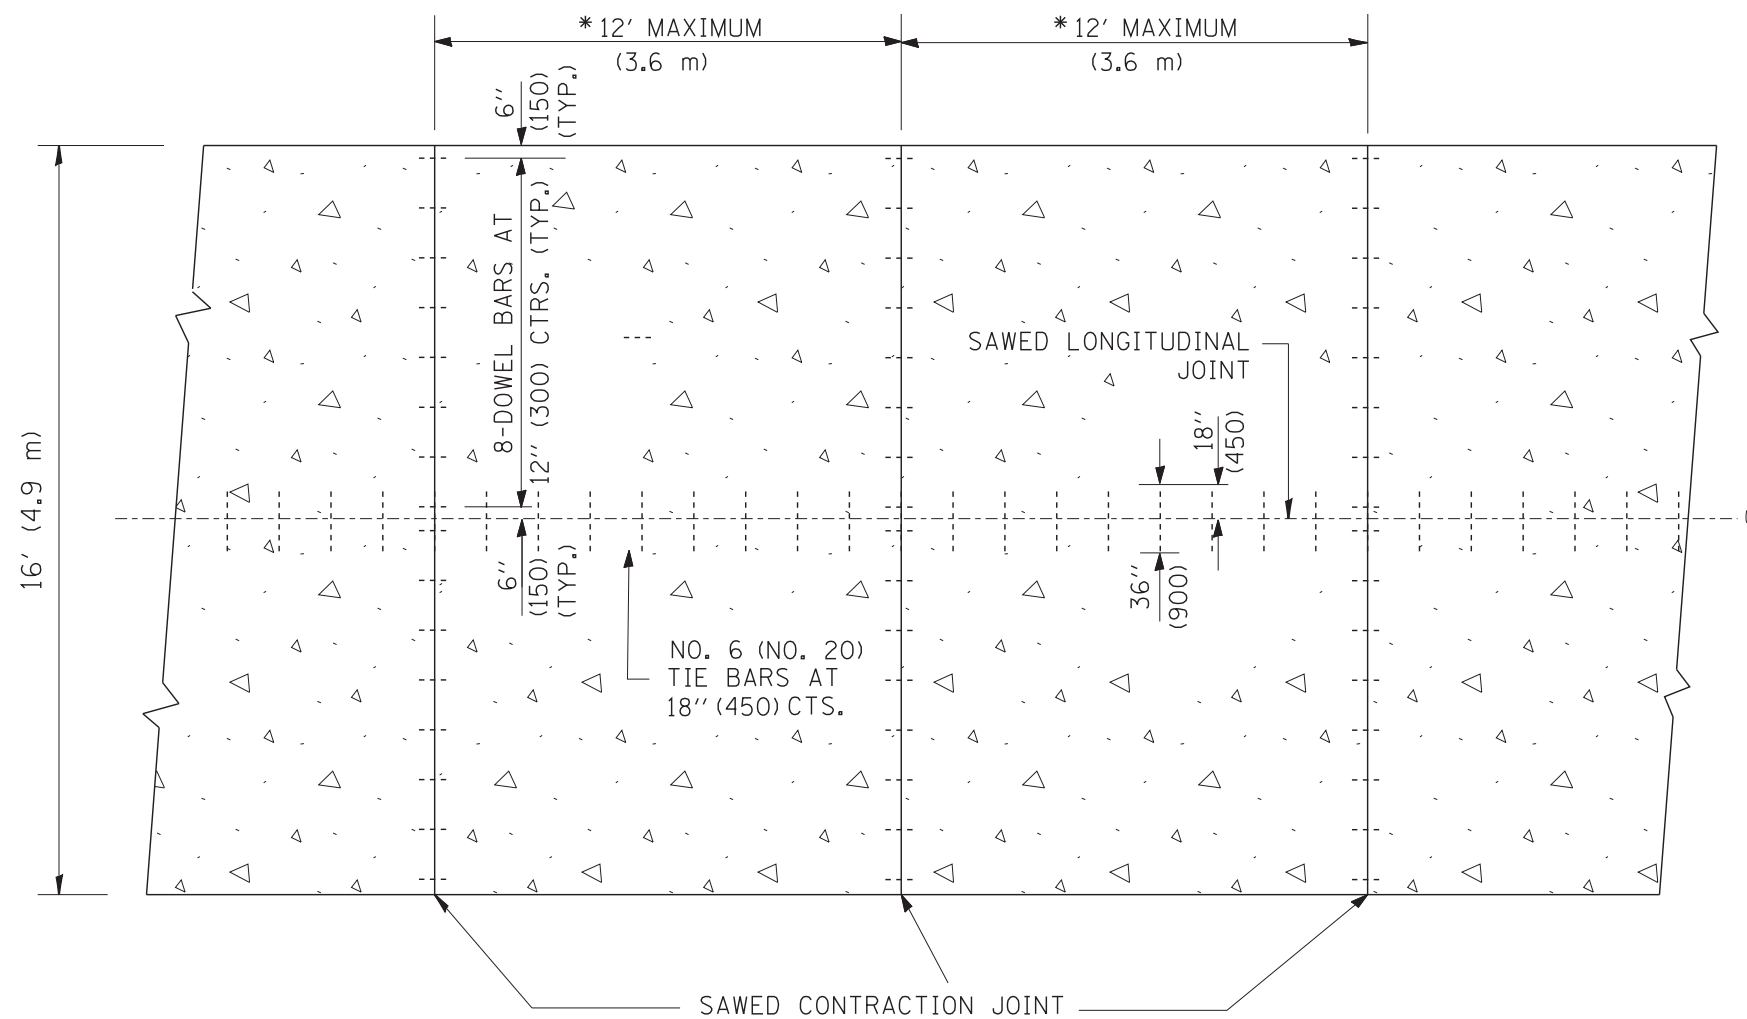 *12' MAXIMUM
(3.6 m)
*12' MAXIMUM
(3.6 m)
6''
(150)
(TYP.)
8-DOWEL BARS AT
12'' (300) CTRS. (TYP.)
SAWED LONGITUDINAL
JOINT
18''
(450)
16' (4.9 m)
6''
(150)
(TYP.)
36''
(900)
NO. 6 (NO. 20)
TIE BARS AT
18'' (450) CTS.
SAWED CONTRACTION JOINT